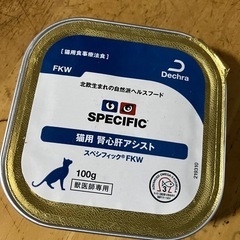 Dechra
【猫用食事療法食】
FKW
北欧生まれの自然派ヘルスフード
SPECIFIC
猫用 腎心肝アシスト
スペシフィック®FKW
100g
獣医師専用